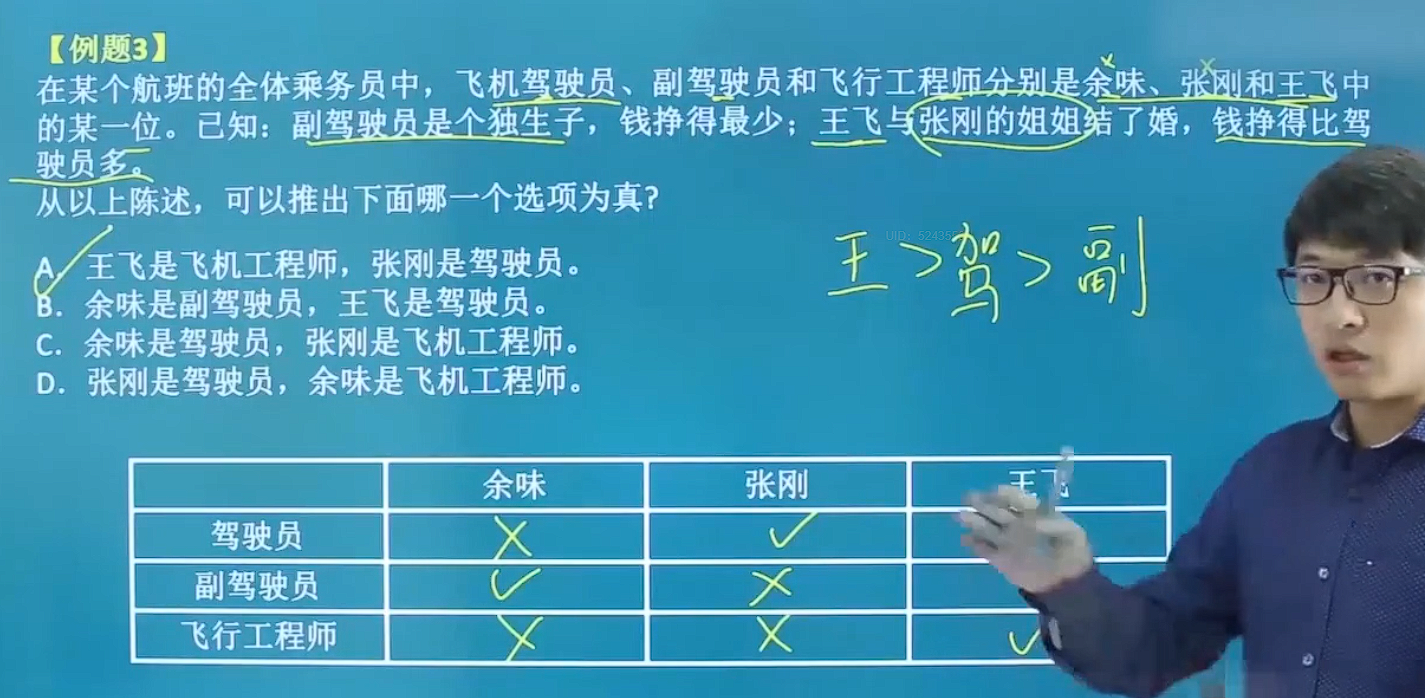 【例题3】
在某个航班的全体乘务员中，飞机驾驶员、副驾驶员和飞行工程师分别是余味、张刚和王飞中
的某一位。已知：副驾驶员是个独生子，钱挣得最少；王飞与张刚的姐姐结了婚，钱挣得比驾
驶员多。
从以上陈述，可以推出下面哪一个选项为真？
A. 王飞是飞机工程师，张刚是驾驶员。
B. 余味是副驾驶员，王飞是驾驶员。
C. 余味是驾驶员，张刚是飞机工程师。
D. 张刚是驾驶员，余味是飞机工程师。
王 > 驾 > 副
余味 张刚 王飞
驾驶员 × ✓
副驾驶员 ✓ ×
飞行工程师 × × ✓